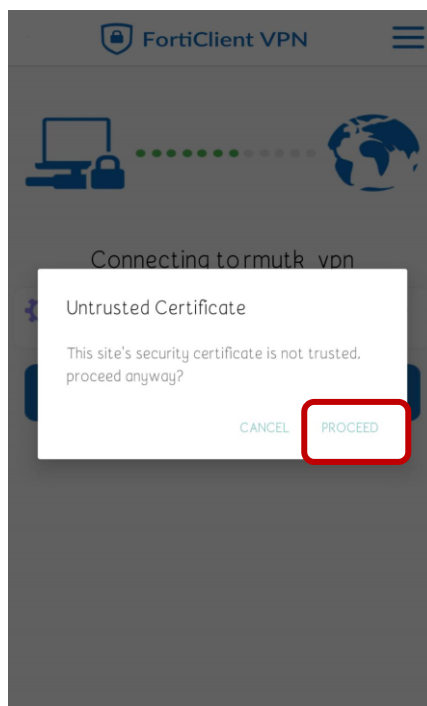 FortiClient VPN
Connecting to rmutk_vpn
Untrusted Certificate
This site's security certificate is not trusted,
proceed anyway?
CANCEL PROCEED